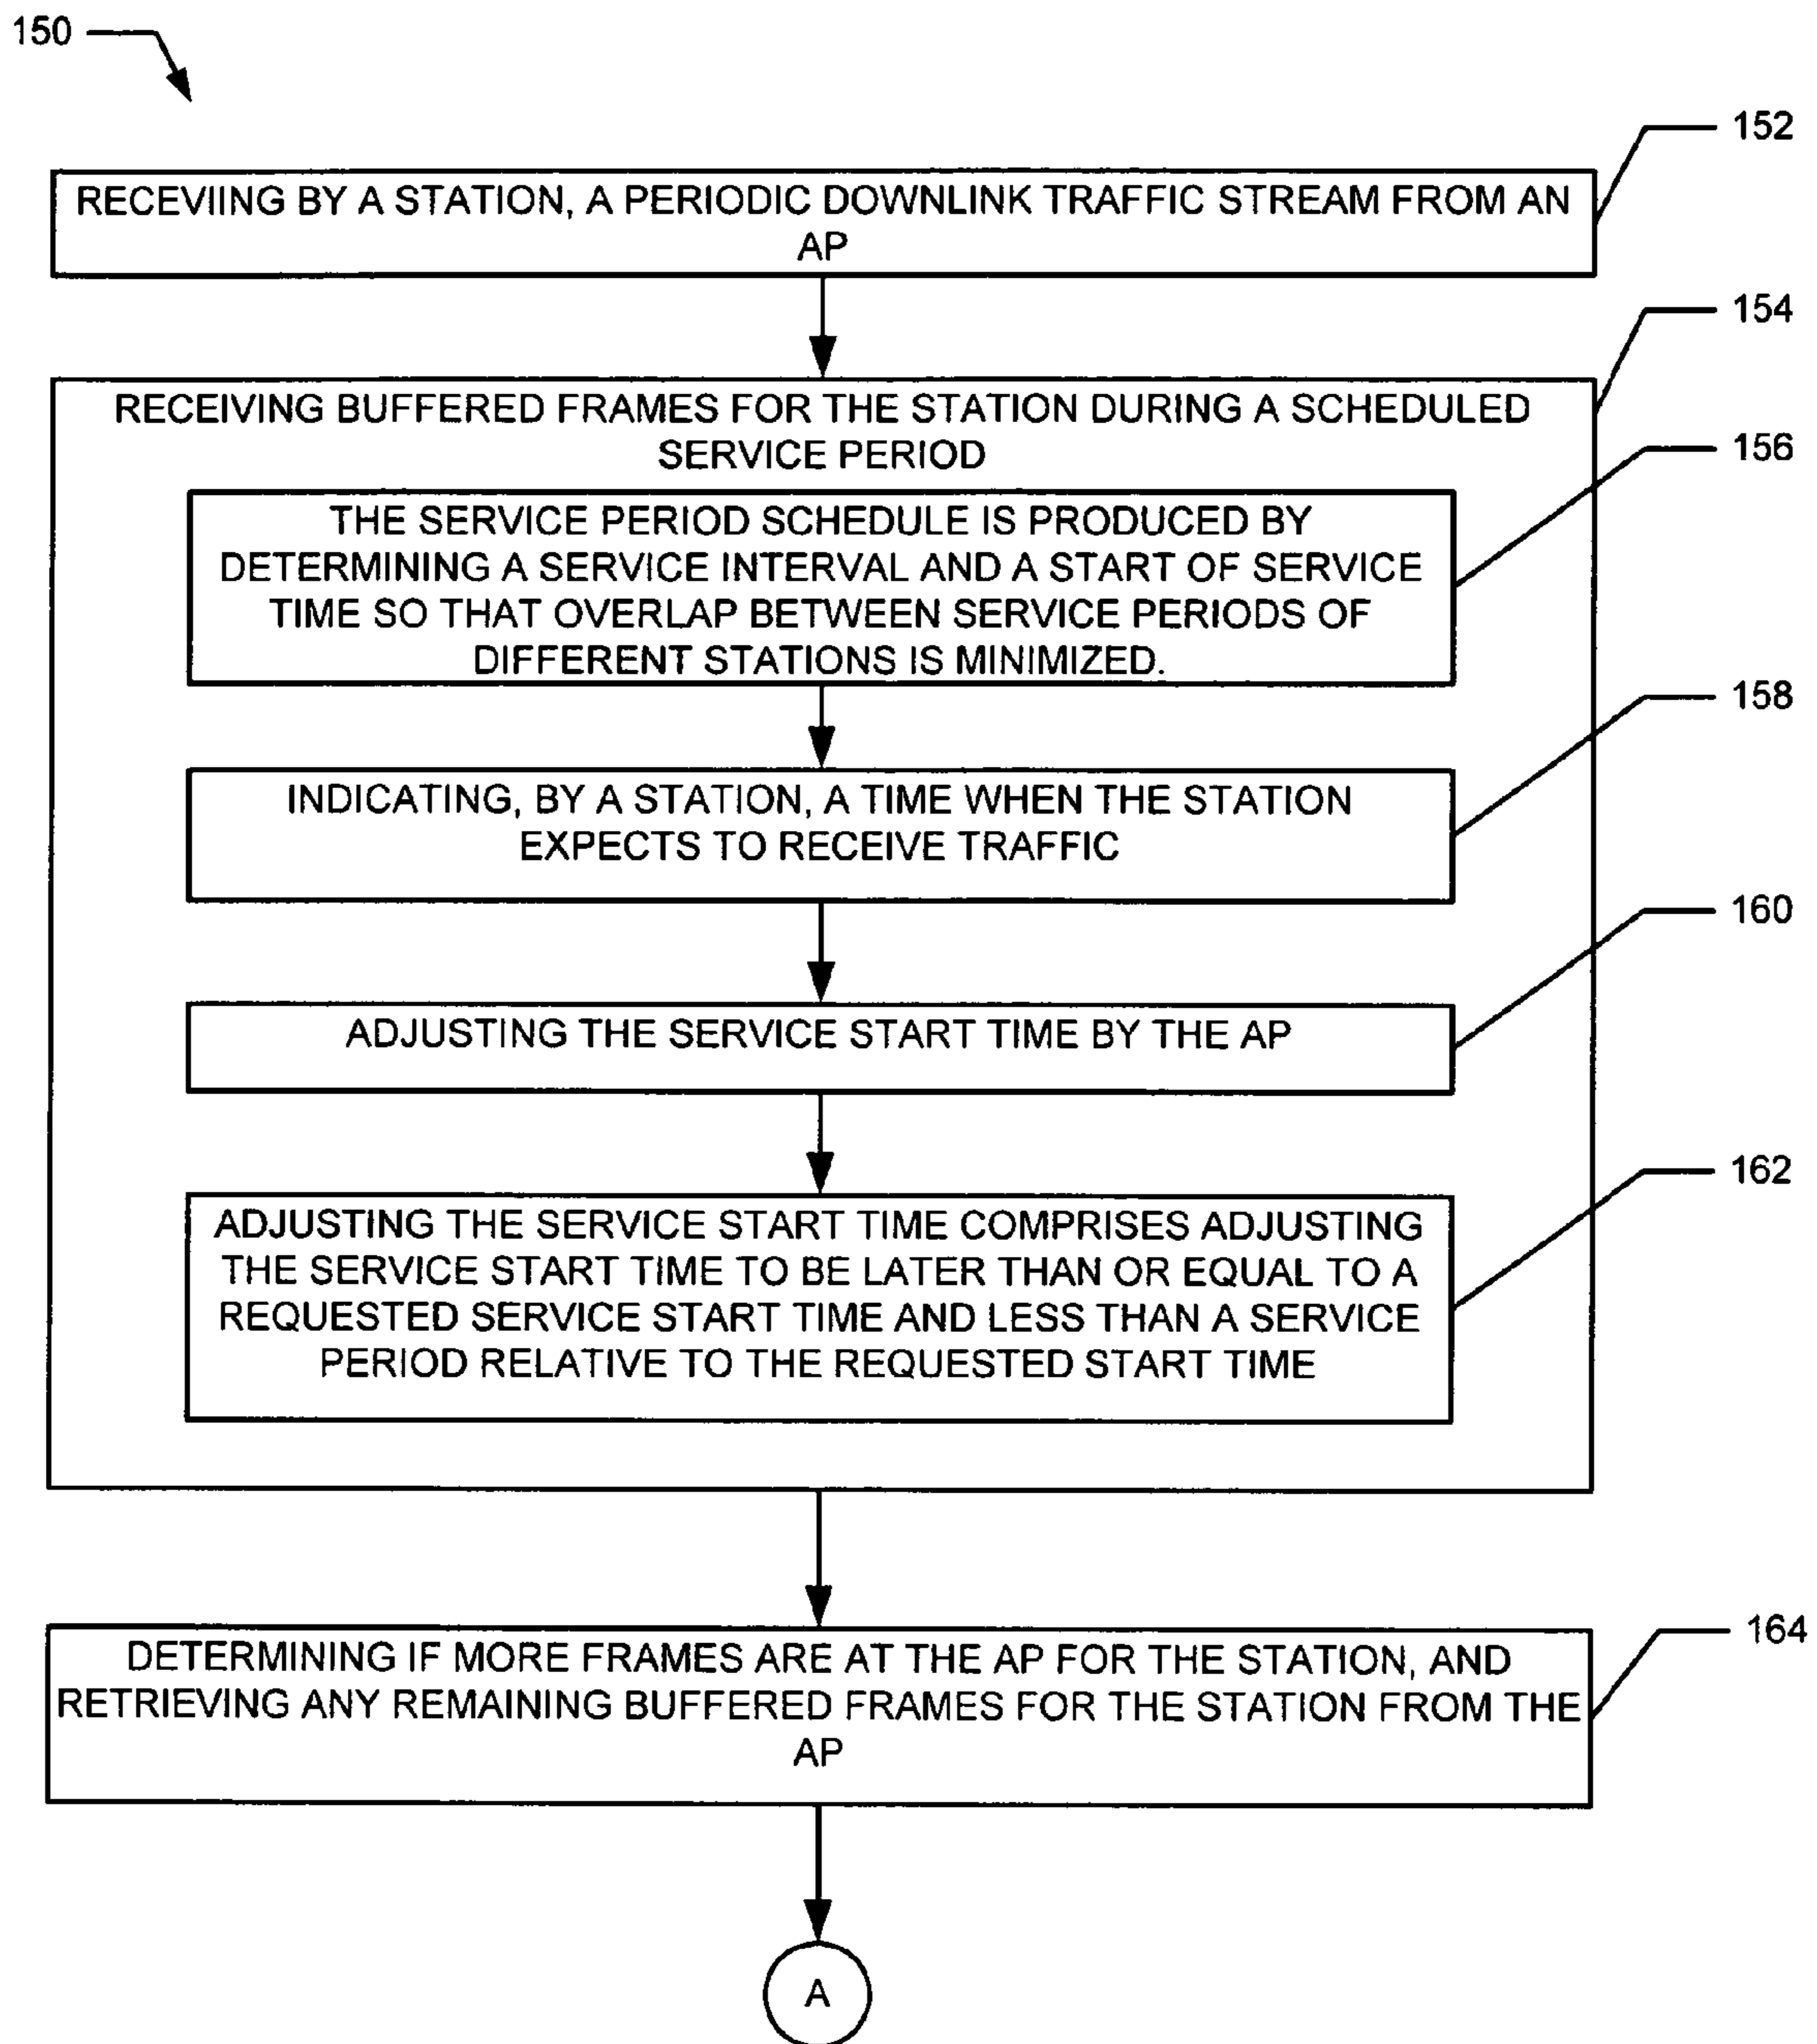 150
152
RECEVIING BY A STATION, A PERIODIC DOWNLINK TRAFFIC STREAM FROM AN
AP
154
RECEIVING BUFFERED FRAMES FOR THE STATION DURING A SCHEDULED
SERVICE PERIOD
156
THE SERVICE PERIOD SCHEDULE IS PRODUCED BY
DETERMINING A SERVICE INTERVAL AND A START OF SERVICE
TIME SO THAT OVERLAP BETWEEN SERVICE PERIODS OF
DIFFERENT STATIONS IS MINIMIZED.
158
INDICATING, BY A STATION, A TIME WHEN THE STATION
EXPECTS TO RECEIVE TRAFFIC
160
ADJUSTING THE SERVICE START TIME BY THE AP
162
ADJUSTING THE SERVICE START TIME COMPRISES ADJUSTING
THE SERVICE START TIME TO BE LATER THAN OR EQUAL TO A
REQUESTED SERVICE START TIME AND LESS THAN A SERVICE
PERIOD RELATIVE TO THE REQUESTED START TIME
164
DETERMINING IF MORE FRAMES ARE AT THE AP FOR THE STATION, AND
RETRIEVING ANY REMAINING BUFFERED FRAMES FOR THE STATION FROM THE
AP
A